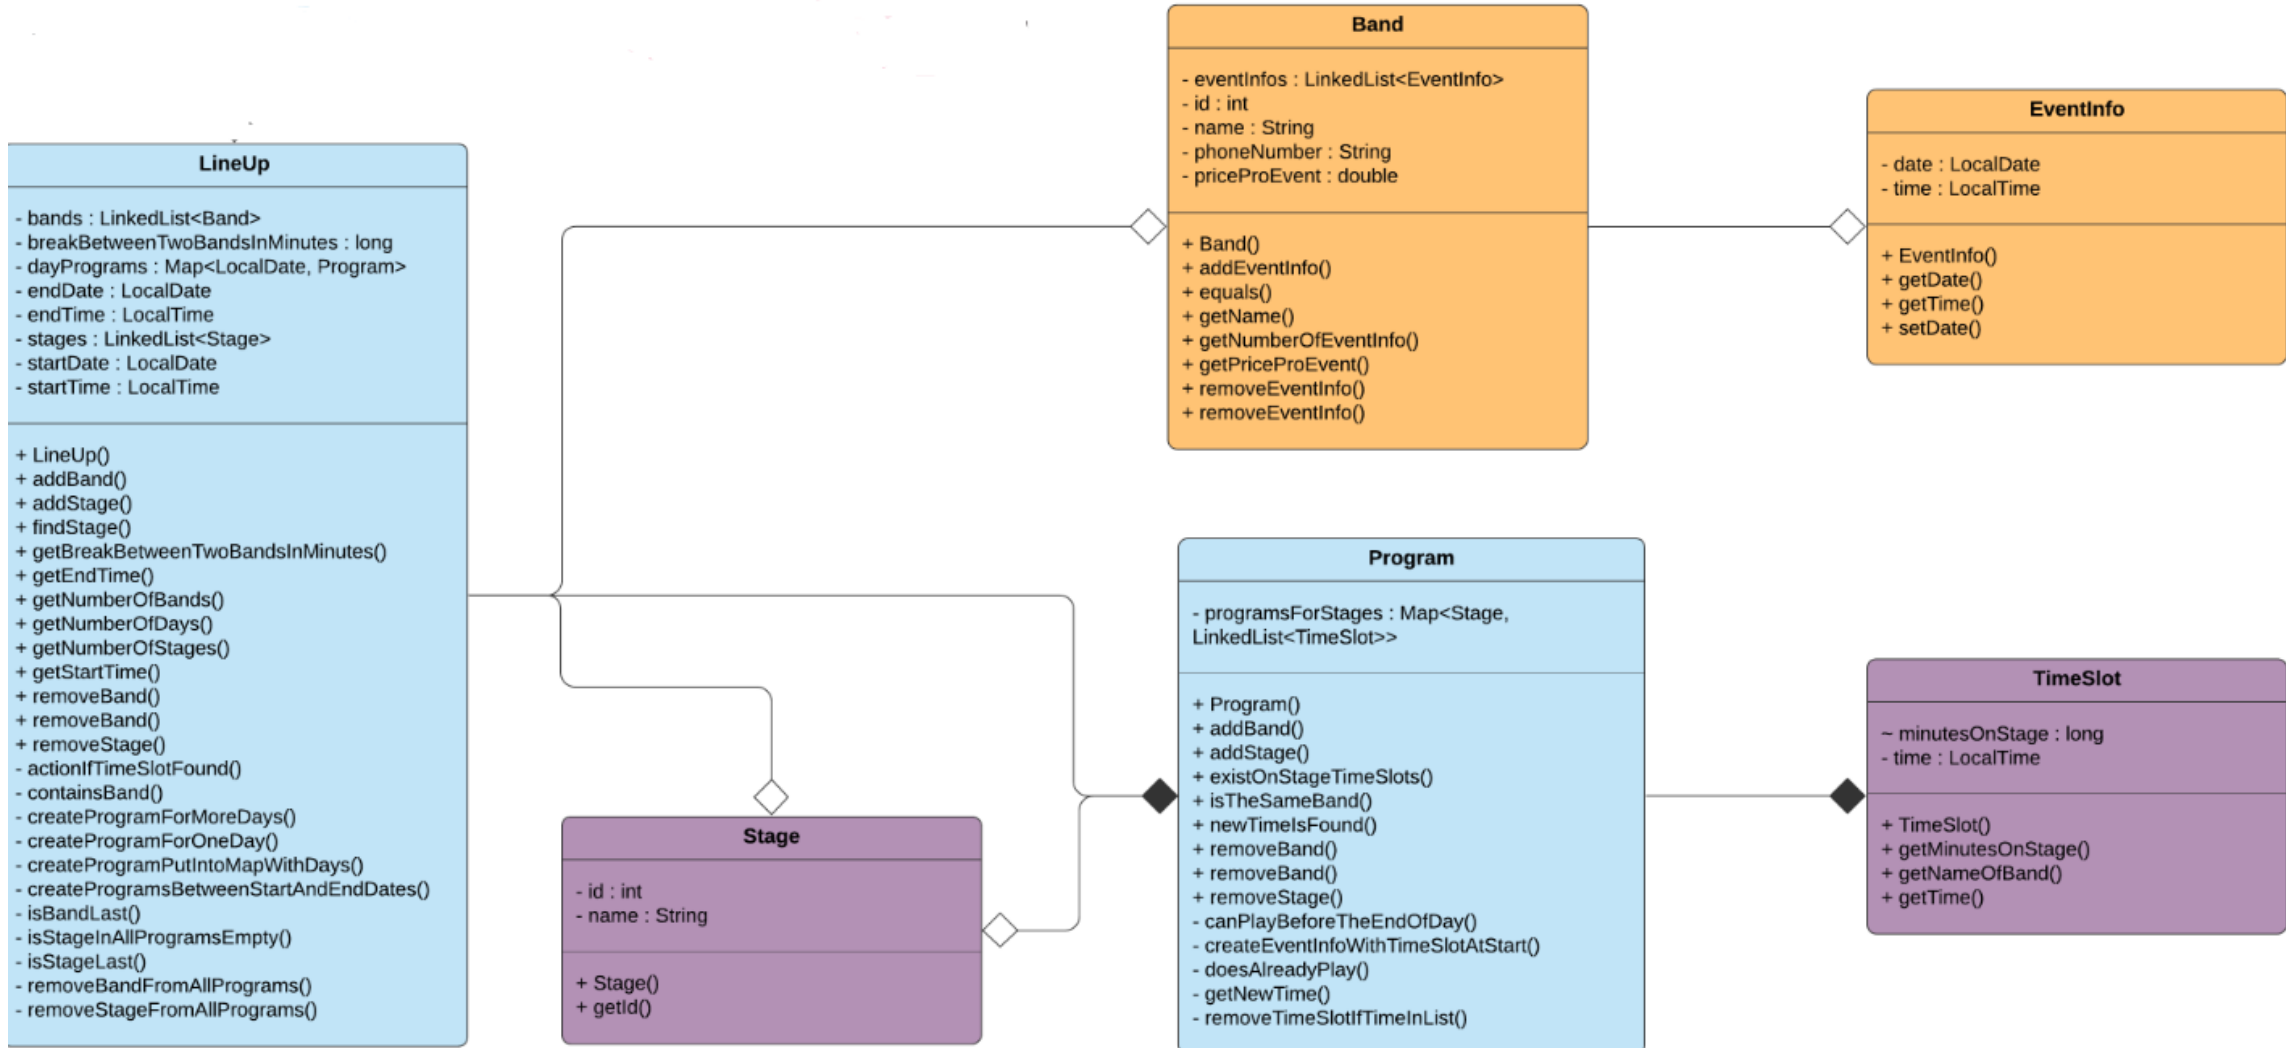 LineUp
- bands : LinkedList<Band>
- breakBetweenTwoBandsInMinutes : long
- dayPrograms : Map<LocalDate, Program>
- endDate : LocalDate
- endTime : LocalTime
- stages : LinkedList<Stage>
- startDate : LocalDate
- startTime : LocalTime
+ LineUp()
+ addBand()
+ addStage()
+ findStage()
+ getBreakBetweenTwoBandsInMinutes()
+ getEndTime()
+ getNumberOfBands()
+ getNumberOfDays()
+ getNumberOfStages()
+ getStartTime()
+ removeBand()
+ removeBand()
+ removeStage()
- actionIfTimeSlotFound()
- containsBand()
- createProgramForMoreDays()
- createProgramForOneDay()
- createProgramPutIntoMapWithDays()
- createProgramsBetweenStartAndEndDates()
- isBandLast()
- isStageInAllProgramsEmpty()
- isStageLast()
- removeBandFromAllPrograms()
- removeStageFromAllPrograms()
Band
- eventInfos : LinkedList<EventInfo>
- id : int
- name : String
- phoneNumber : String
- priceProEvent : double
+ Band()
+ addEventInfo()
+ equals()
+ getName()
+ getNumberOfEventInfo()
+ getPriceProEvent()
+ removeEventInfo()
+ removeEventInfo()
EventInfo
- date : LocalDate
- time : LocalTime
+ EventInfo()
+ getDate()
+ getTime()
+ setDate()
Stage
- id : int
- name : String
+ Stage()
+ getId()
Program
- programsForStages : Map<Stage,
LinkedList<TimeSlot>>
+ Program()
+ addBand()
+ addStage()
+ existOnStageTimeSlots()
+ isTheSameBand()
+ newTimeIsFound()
+ removeBand()
+ removeBand()
+ removeStage()
- canPlayBeforeTheEndOfDay()
- createEventInfoWithTimeSlotAtStart()
- doesAlreadyPlay()
- getNewTime()
- removeTimeSlotIfTimeInList()
TimeSlot
~ minutesOnStage : long
- time : LocalTime
+ TimeSlot()
+ getMinutesOnStage()
+ getNameOfBand()
+ getTime()